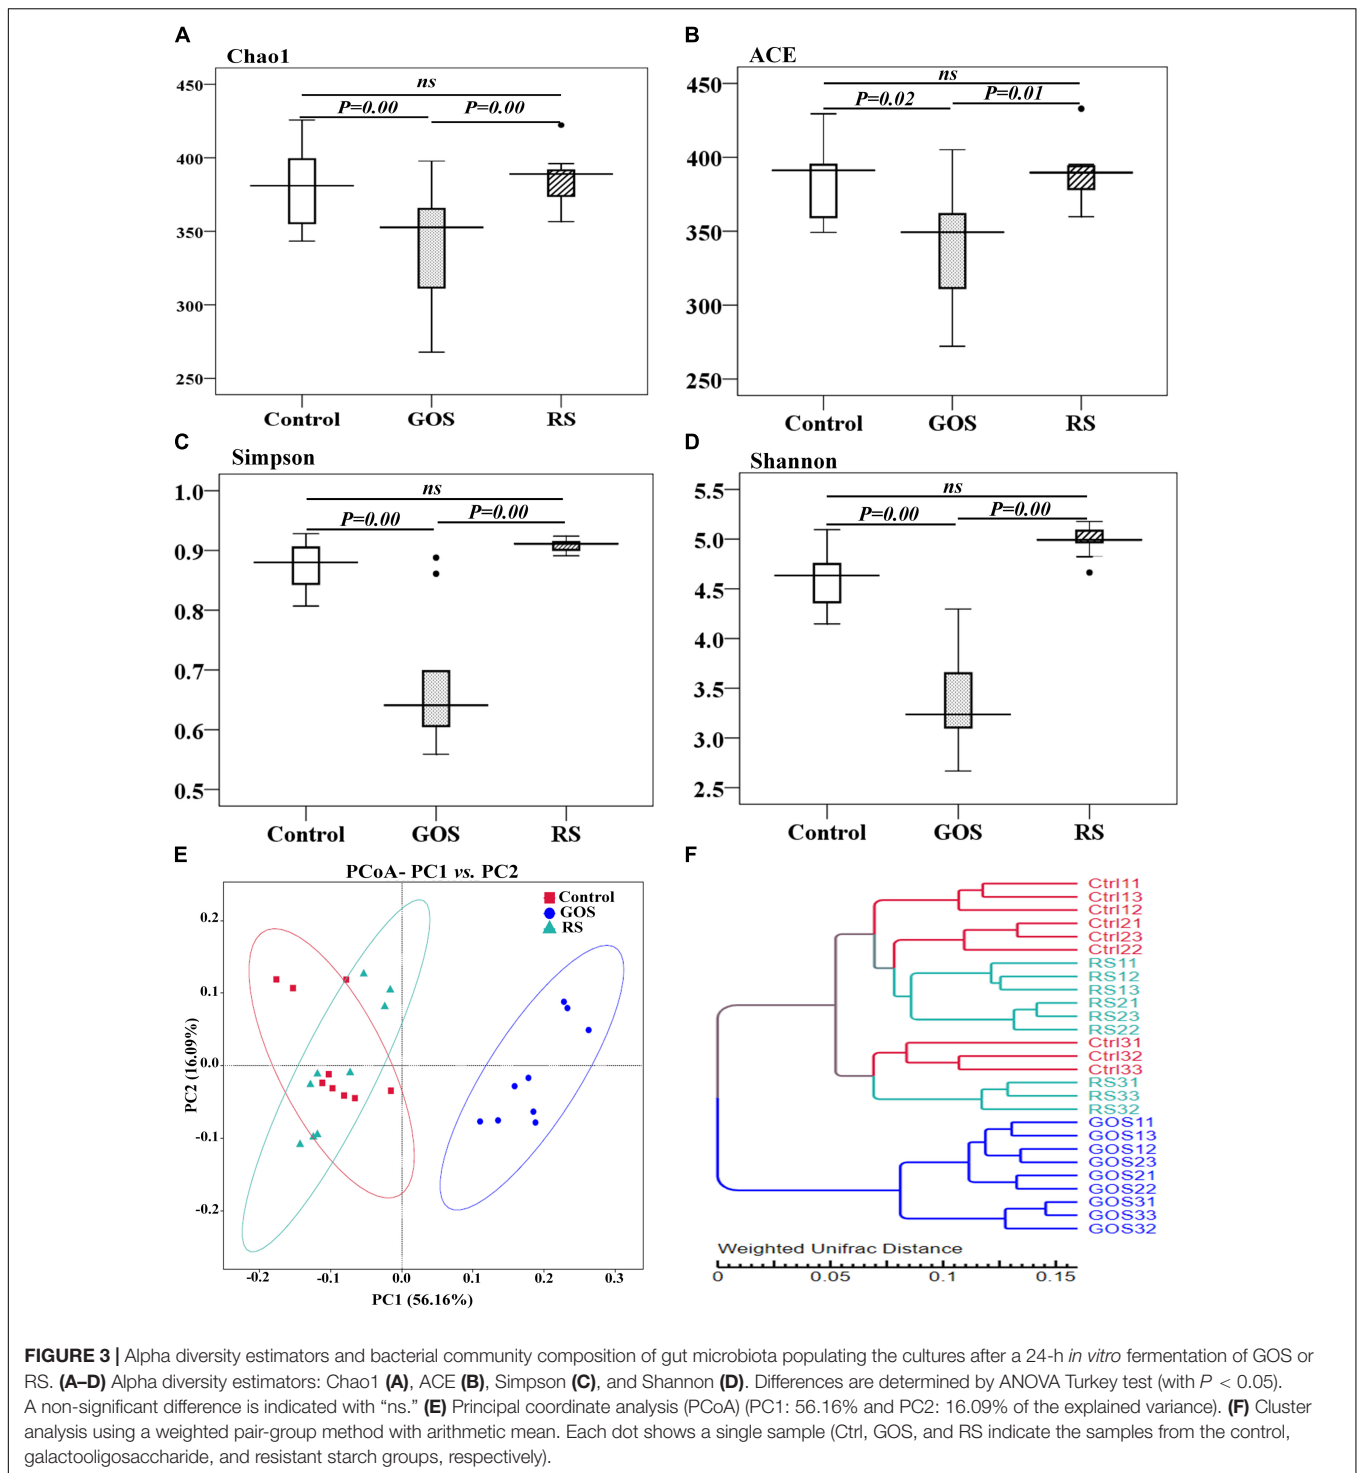 A
Chao1
450
400
350
300
250
ns
P=0.00
P=0.00
Control
GOS
RS
B
ACE
450
400
350
300
250
ns
P=0.02
P=0.01
Control
GOS
RS
C
Simpson
1.0
0.9
0.8
0.7
0.6
0.5
ns
P=0.00
P=0.00
Control
GOS
RS
D
Shannon
5.5
5.0
4.5
4.0
3.5
3.0
2.5
ns
P=0.00
P=0.00
Control
GOS
RS
E
PCoA- PC1 vs. PC2
Control
GOS
RS
0.2
0.1
0.0
-0.1
-0.2
PC2 (16.09%)
-0.2
-0.1
0.0
0.1
0.2
0.3
PC1 (56.16%)
F
Ctrl11
Ctrl13
Ctrl12
Ctrl21
Ctrl23
Ctrl22
RS11
RS12
RS13
RS21
RS23
RS22
Ctrl31
Ctrl32
Ctrl33
RS31
RS33
RS32
GOS11
GOS13
GOS12
GOS23
GOS21
GOS22
GOS31
GOS33
GOS32
Weighted Unifrac Distance
0
0.05
0.1
0.15
FIGURE 3 | Alpha diversity estimators and bacterial community composition of gut microbiota populating the cultures after a 24-h in vitro fermentation of GOS or
RS. (A–D) Alpha diversity estimators: Chao1 (A), ACE (B), Simpson (C), and Shannon (D). Differences are determined by ANOVA Turkey test (with P < 0.05).
A non-significant difference is indicated with “ns.” (E) Principal coordinate analysis (PCoA) (PC1: 56.16% and PC2: 16.09% of the explained variance). (F) Cluster
analysis using a weighted pair-group method with arithmetic mean. Each dot shows a single sample (Ctrl, GOS, and RS indicate the samples from the control,
galactooligosaccharide, and resistant starch groups, respectively).